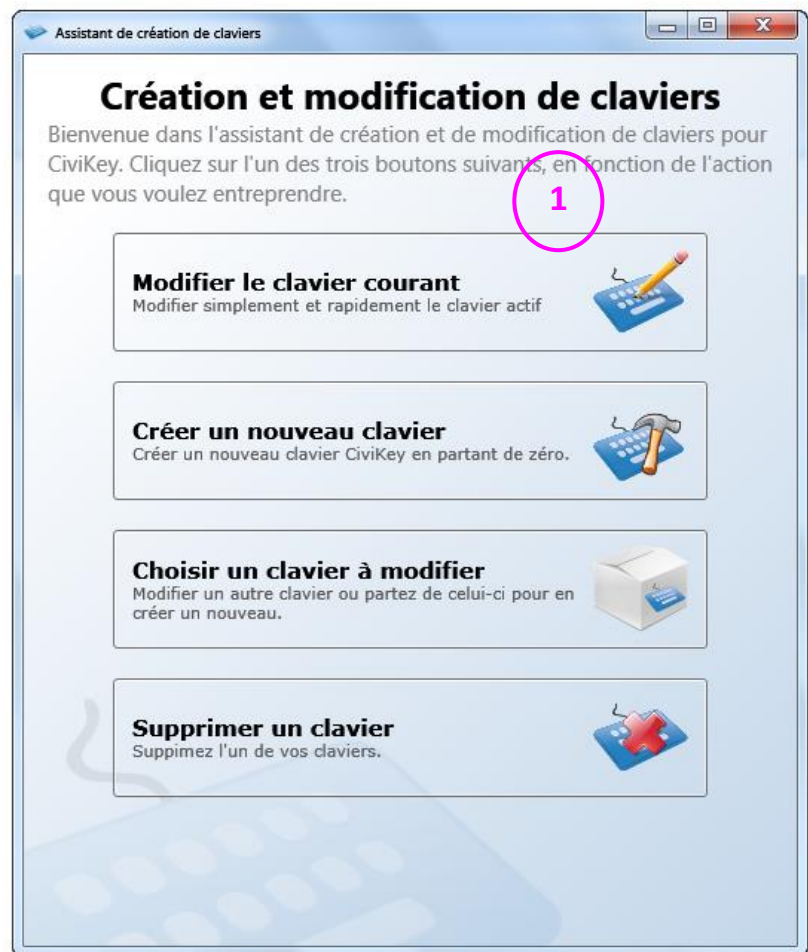 Assistant de création de claviers
Création et modification de claviers
Bienvenue dans l'assistant de création et de modification de claviers pour
CiviKey. Cliquez sur l'un des trois boutons suivants, en fonction de l'action
que vous voulez entreprendre.
1
Modifier le clavier courant
Modifier simplement et rapidement le clavier actif
Créer un nouveau clavier
Créer un nouveau clavier CiviKey en partant de zéro.
Choisir un clavier à modifier
Modifier un autre clavier ou partez de celui-ci pour en
créer un nouveau.
Supprimer un clavier
Suppimez l'un de vos claviers.